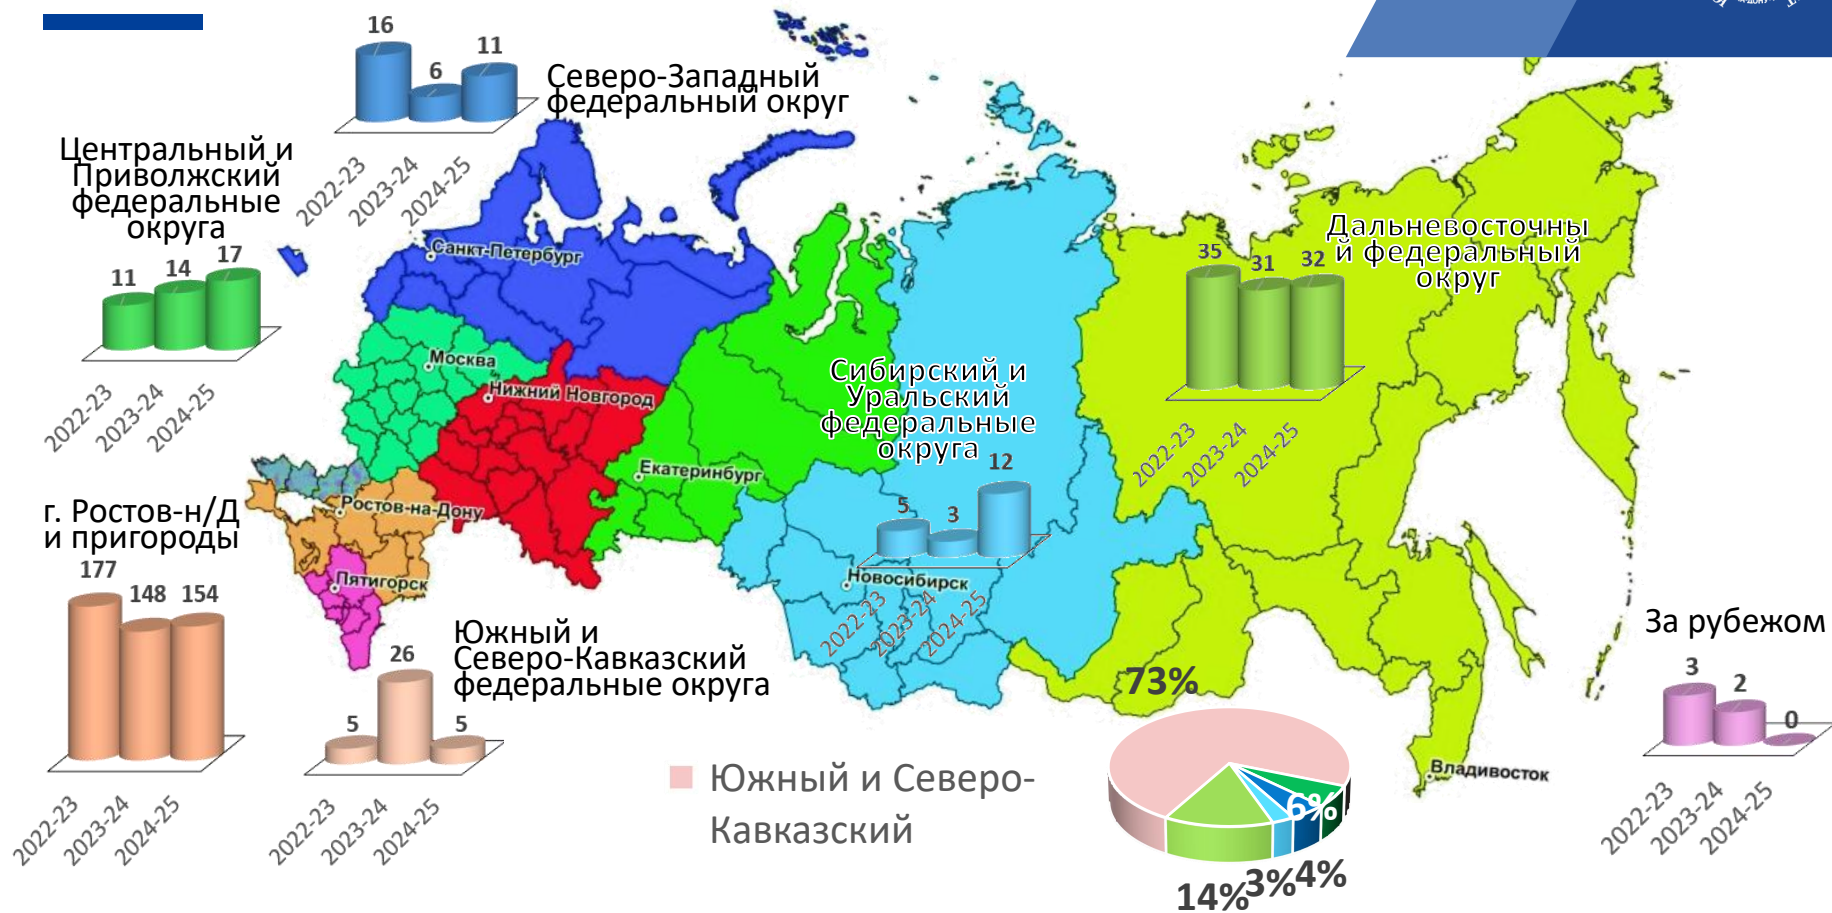 16
6
11
2022-23
2023-24
2024-25
Северо-Западный
федеральный округ
Центральный и
Приволжский
федеральные
округа
11
14
17
2022-23
2023-24
2024-25
Санкт-Петербург
Москва
Нижний Новгород
Екатеринбург
Ростов-на-Дону
Пятигорск
Новосибирск
Владивосток
Дальневосточны
й федеральный
округ
35
31
32
2022-23
2023-24
2024-25
Сибирский и
Уральский
федеральные
округа
5
3
12
2022-23
2023-24
2024-25
г. Ростов-н/Д
и пригороды
177
148
154
2022-23
2023-24
2024-25
Южный и
Северо-Кавказский
федеральные округа
5
26
5
2022-23
2023-24
2024-25
За рубежом
3
2
0
2022-23
2023-24
2024-25
Южный и Северо-
Кавказский
73%
6%
4%
3%
14%